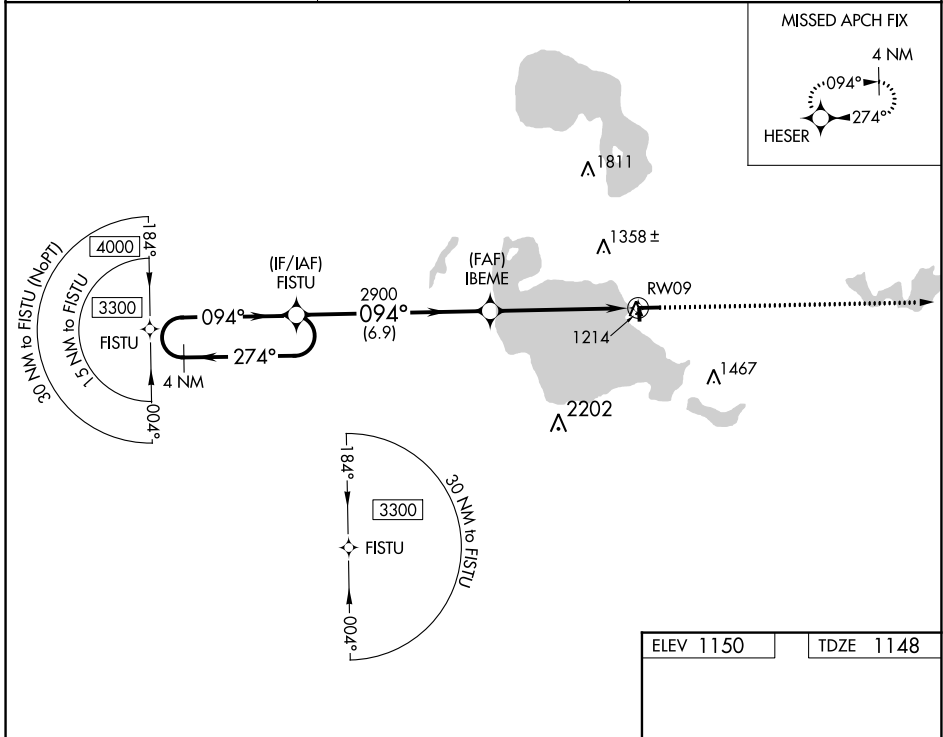 MISSED APCH FIX
4 NM
094°
274°
HESER
1811
1358 ±
30 NM to FISTU (NoPT)
15 NM to FISTU
4000
184°
3300
FISTU
004°
(IF/IAF)
FISTU
094°
274°
4 NM
2900
094°
(6.9)
(FAF)
IBEME
RW09
1214
1467
2202
184°
3300
FISTU
004°
30 NM to FISTU
ELEV 1150
TDZE 1148